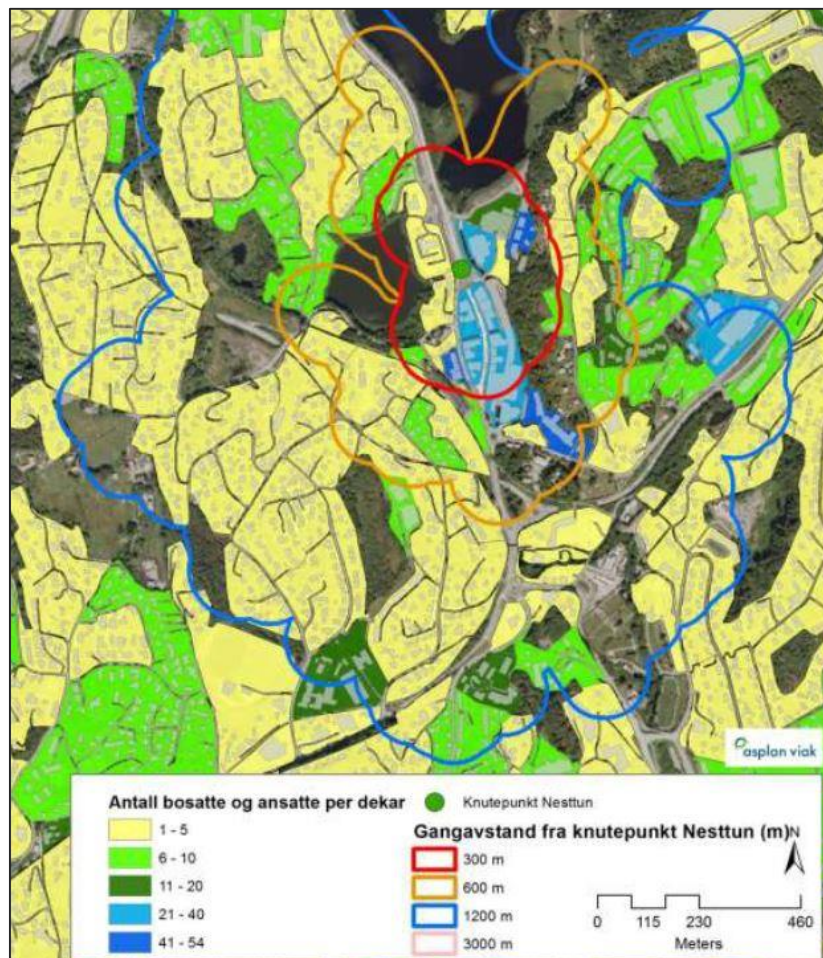 asplan viak
Antall bosatte og ansatte per dekar
1 - 5
6 - 10
11 - 20
21 - 40
41 - 54
Knutepunkt Nesttun
Gangavstand fra knutepunkt Nesttun (m)
300 m
600 m
1200 m
3000 m
N
0 115 230 460
Meters